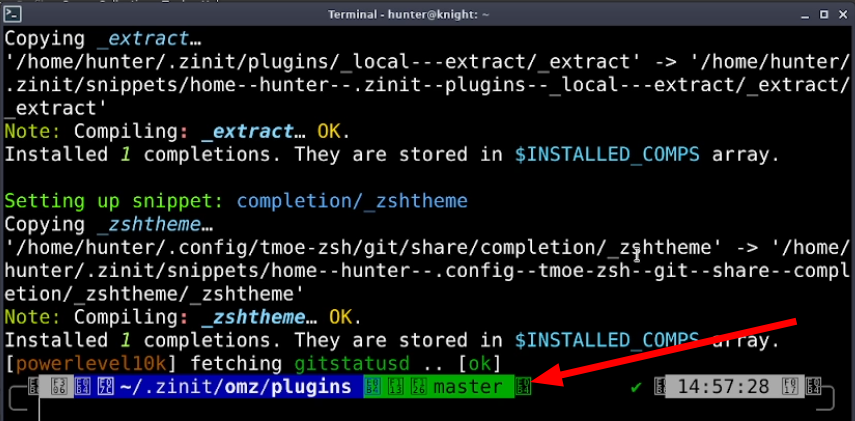 Terminal - hunter@knight: ~
Copying _extract…
'/home/hunter/.zinit/plugins/_local---extract/_extract' -> '/home/hunter/
.zinit/snippets/home--hunter--.zinit--plugins--_local---extract/_extract/
_extract'
Note: Compiling: _extract… OK.
Installed 1 completions. They are stored in $INSTALLED_COMPS array.
Setting up snippet: completion/_zshtheme
Copying _zshtheme…
'/home/hunter/.config/tmoe-zsh/git/share/completion/_zshtheme' -> '/home/
hunter/.zinit/snippets/home--hunter--.config--tmoe-zsh--git--share--compl
etion/_zshtheme/_zshtheme'
Note: Compiling: _zshtheme… OK.
Installed 1 completions. They are stored in $INSTALLED_COMPS array.
[powerlevel10k] fetching gitstatusd .. [ok]
~/.zinit/omz/plugins master ✔ 14:57:28